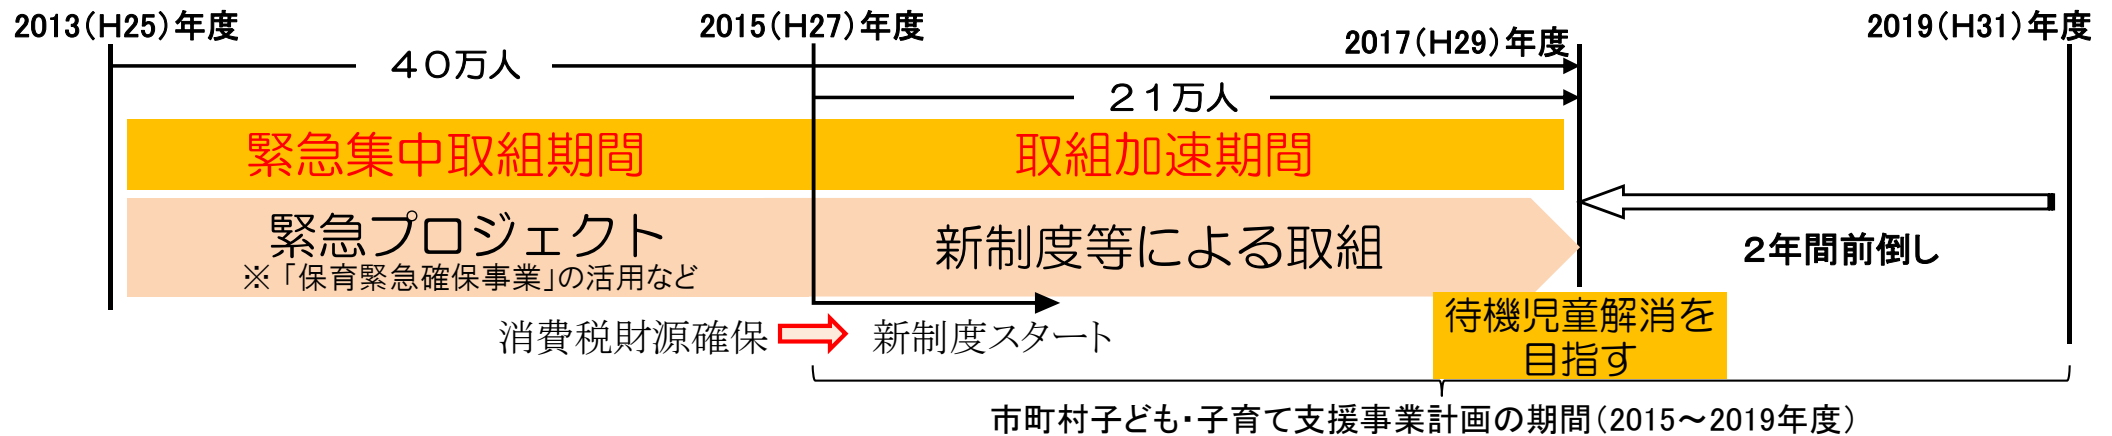 2013(H25)年度
2015(H27)年度
2017(H29)年度
2019(H31)年度
40万人
21万人
緊急集中取組期間
取組加速期間
緊急プロジェクト
※「保育緊急確保事業」の活用など
新制度等による取組
2年間前倒し
消費税財源確保
新制度スタート
待機児童解消を
目指す
市町村子ども・子育て支援事業計画の期間(2015～2019年度)